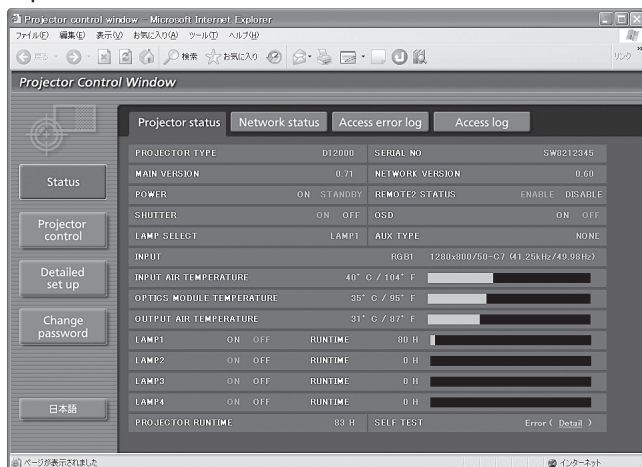 Projector control window - Microsoft Internet Explorer
ファイル(F) 編集(E) 表示(V) お気に入り(A) ツール(T) ヘルプ(H)
戻る 検索 お気に入り リンク »
Projector Control Window
Projector status Network status Access error log Access log
Status
Projector control
Detailed set up
Change password
日本語
PROJECTOR TYPE D12000 SERIAL NO SW8212345
MAIN VERSION 0.71 NETWORK VERSION 0.60
POWER ON STANDBY REMOTE2 STATUS ENABLE DISABLE
SHUTTER ON OFF OSD ON OFF
LAMP SELECT LAMP1 AUX TYPE NONE
INPUT RGB1 1280x800/50-C7 (41.25kHz/49.98Hz)
INPUT AIR TEMPERATURE 40° C / 104° F
OPTICS MODULE TEMPERATURE 35° C / 95° F
OUTPUT AIR TEMPERATURE 31° C / 87° F
LAMP1 ON OFF RUNTIME 80 H
LAMP2 ON OFF RUNTIME 0 H
LAMP3 ON OFF RUNTIME 0 H
LAMP4 ON OFF RUNTIME 0 H
PROJECTOR RUNTIME 83 H SELF TEST Error ( Detail )
ページが表示されました インターネット